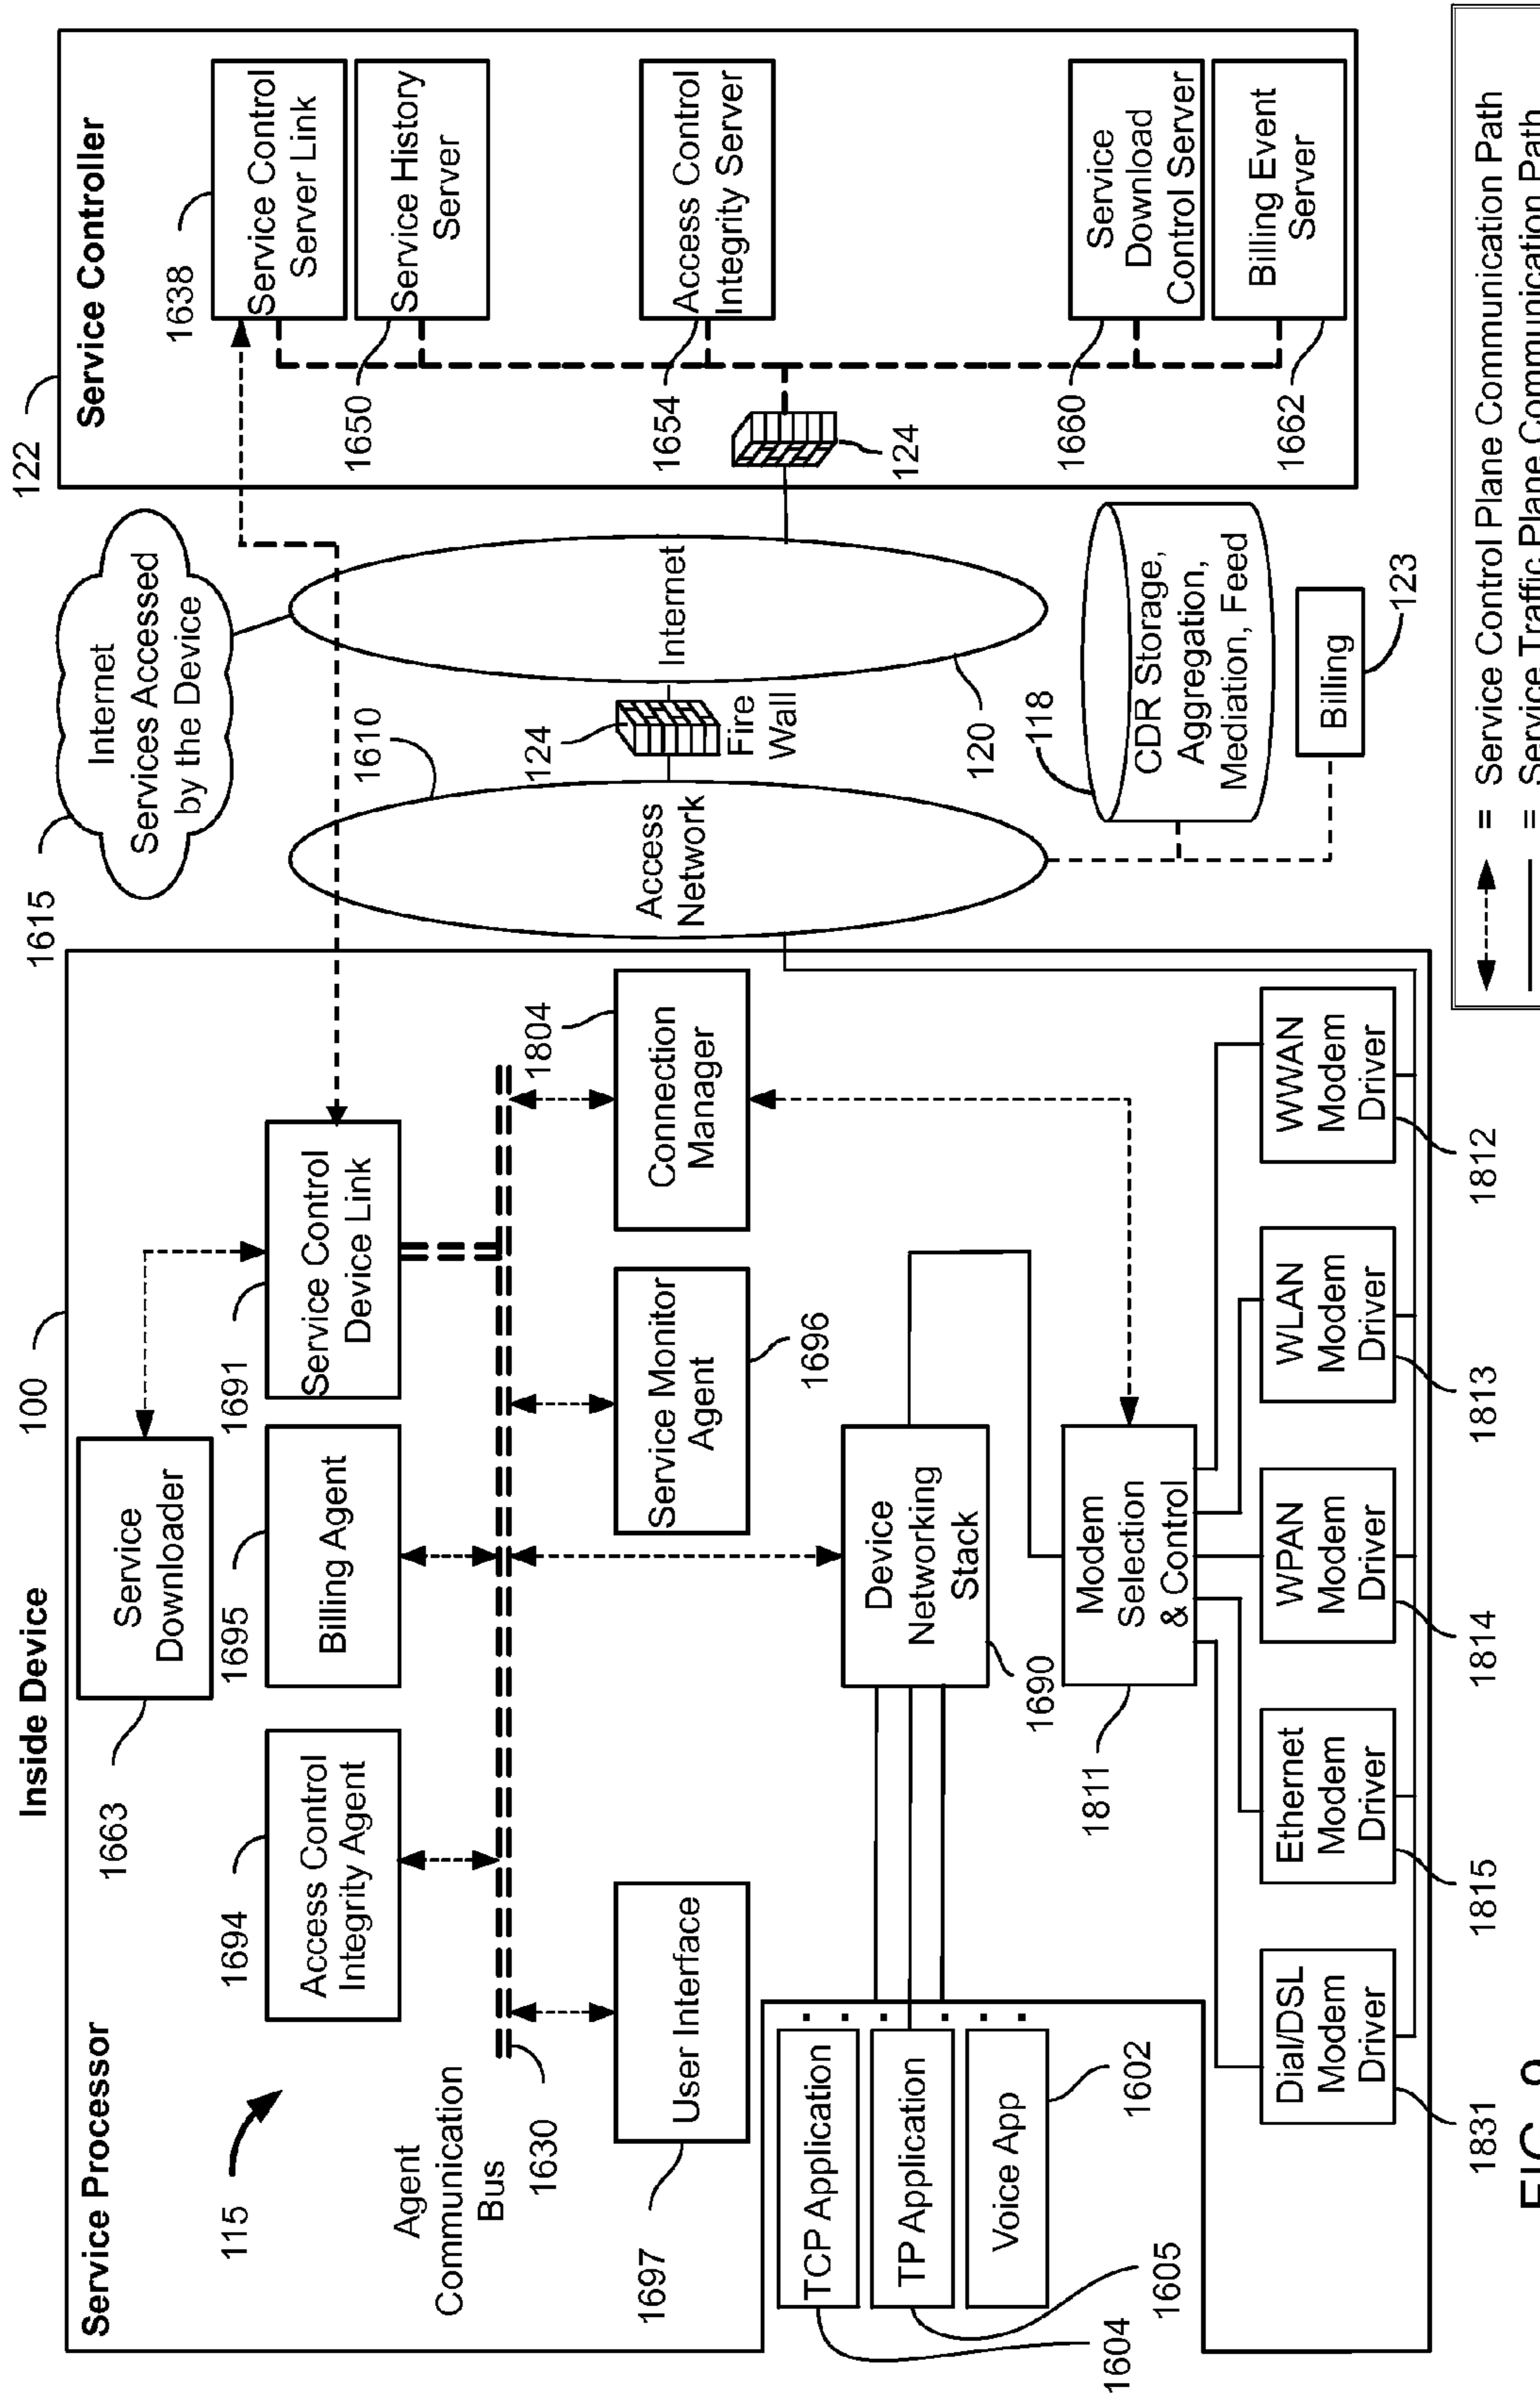 Inside Device
100
Service Processor
115
1663
Service
Downloader
1694
Access Control
Integrity Agent
1695
Billing Agent
1691
Service Control
Device Link
Agent
Communication
Bus
1630
1697
User Interface
Service Monitor
Agent
1696
1804
Connection
Manager
TCP Application
TP Application
Voice App
1604
1605
1602
Device
Networking
Stack
1690
1811
Modem
Selection
& Control
Dial/DSL
Modem
Driver
1831
Ethernet
Modem
Driver
1815
WPAN
Modem
Driver
1814
WLAN
Modem
Driver
1813
WWAN
Modem
Driver
1812
1615
Internet
Services Accessed
by the Device
1610
Access
Network
124
Fire
Wall
Internet
120
118
CDR Storage,
Aggregation,
Mediation, Feed
Billing
123
122
Service Controller
1638
Service Control
Server Link
1650
Service History
Server
1654
Access Control
Integrity Server
124
1660
Service
Download
Control Server
1662
Billing Event
Server
= Service Control Plane Communication Path
= Service Traffic Plane Communication Path
FIG.